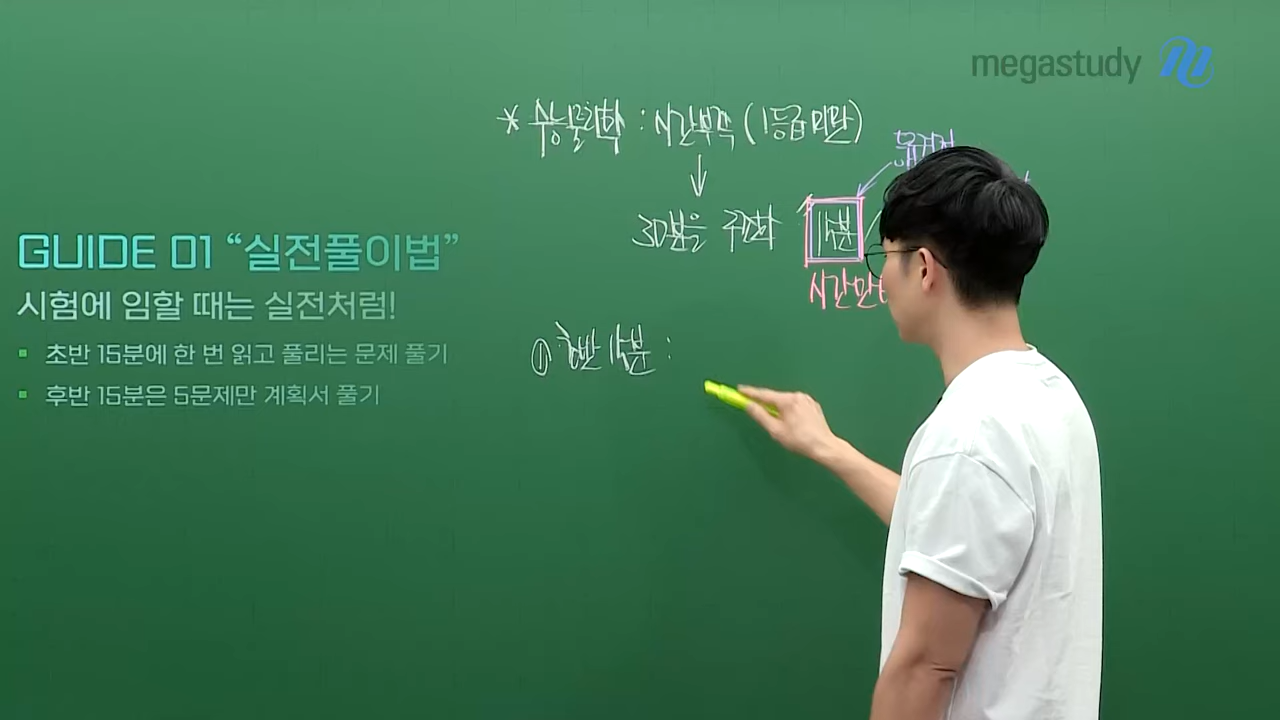 megastudy
* 수능물리학 : 시간부족 (1등급 미만)
↓
30분을 15분
시간만
GUIDE 01 “실전풀이법”
시험에 임할 때는 실전처럼!
▪ 초반 15분에 한 번 읽고 풀리는 문제 풀기
▪ 후반 15분은 5문제만 계획서 풀기
① 초반 15분 :